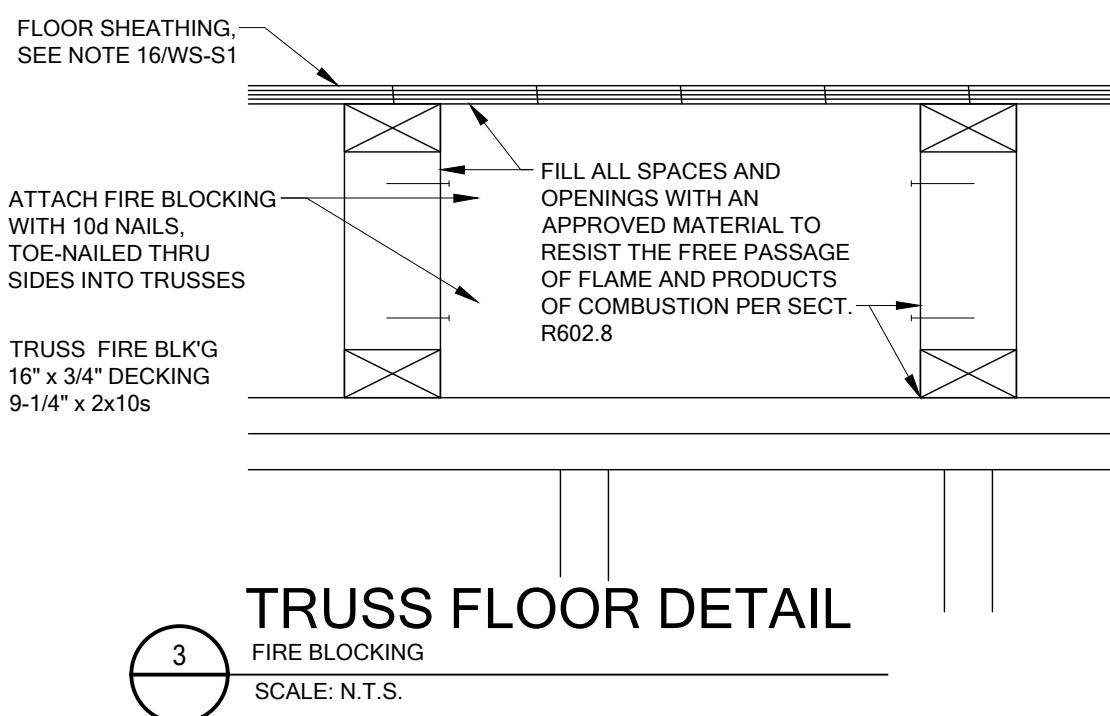 FLOOR SHEATHING,
SEE NOTE 16/WS-S1
ATTACH FIRE BLOCKING
WITH 10d NAILS,
TOE-NAILED THRU
SIDES INTO TRUSSES
TRUSS FIRE BLK'G
16" x 3/4" DECKING
9-1/4" x 2x10s
FILL ALL SPACES AND
OPENINGS WITH AN
APPROVED MATERIAL TO
RESIST THE FREE PASSAGE
OF FLAME AND PRODUCTS
OF COMBUSTION PER SECT.
R602.8
TRUSS FLOOR DETAIL
3
FIRE BLOCKING
SCALE: N.T.S.